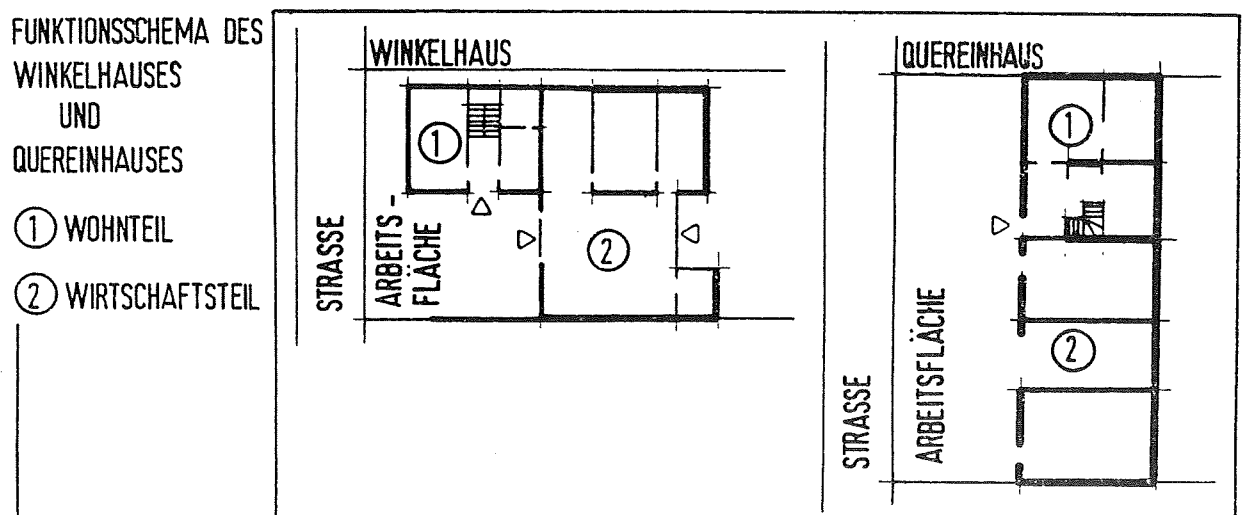 FUNKTIONSSCHEMA DES
WINKELHAUSES
UND
QUEREINHAUSES
1 WOHNTEIL
2 WIRTSCHAFTSTEIL
WINKELHAUS
1
2
STRASSE
ARBEITS-
FLÄCHE
QUEREINHAUS
1
2
STRASSE
ARBEITSFLÄCHE